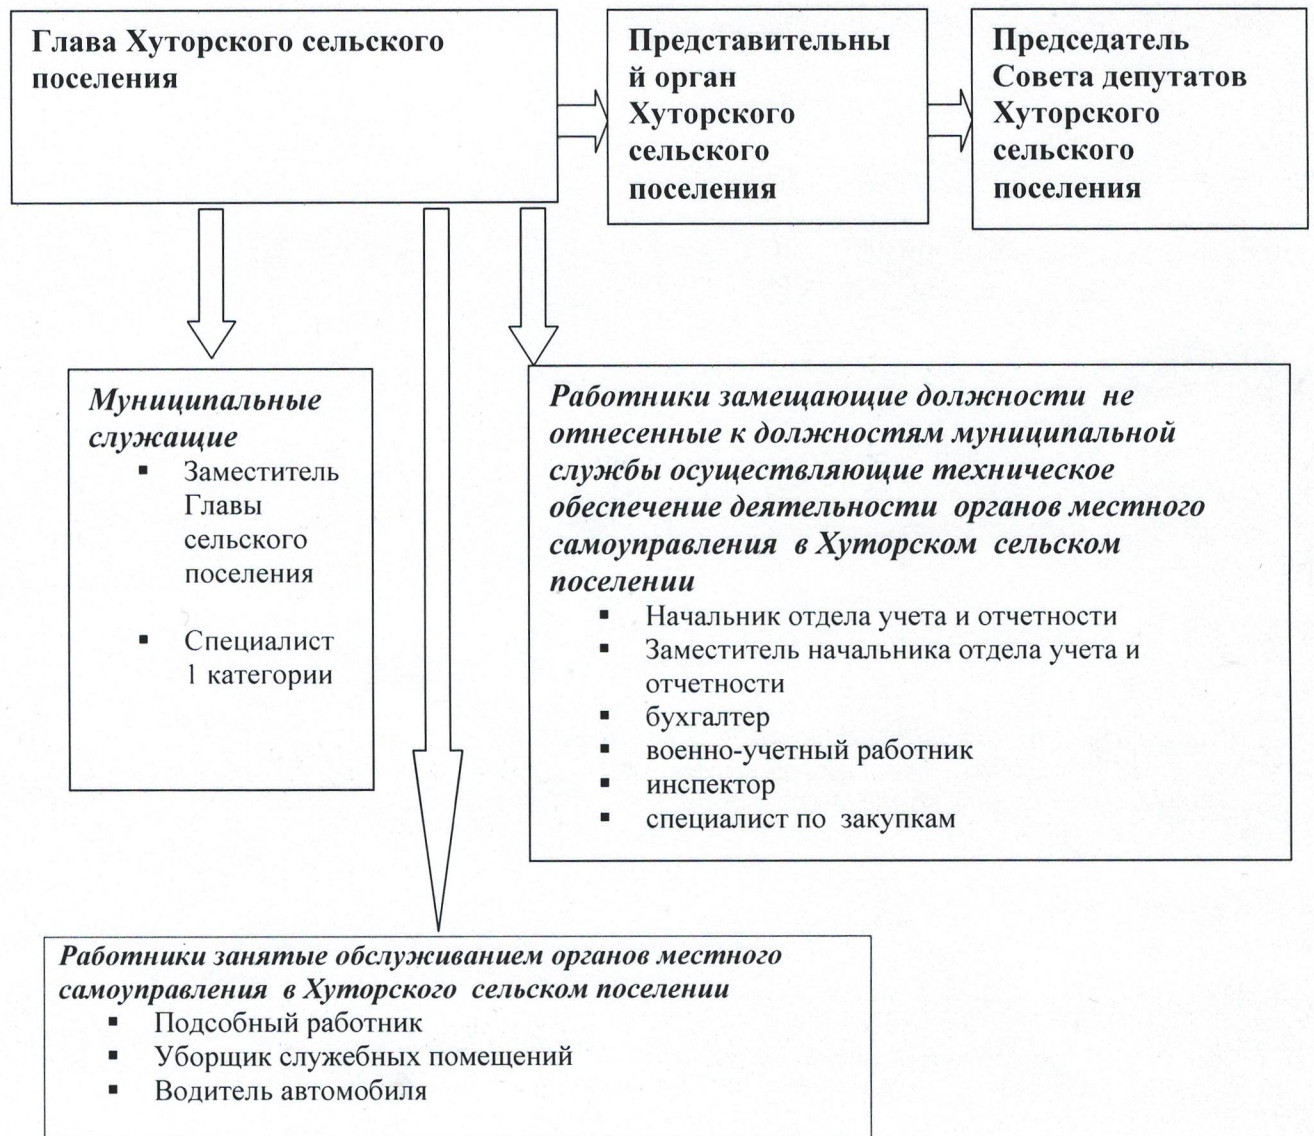 Глава Хуторского сельского
поселения
Представительны
й орган
Хуторского
сельского
поселения
Председатель
Совета депутатов
Хуторского
сельского
поселения
Муниципальные
служащие
▪ Заместитель
Главы
сельского
поселения
▪ Специалист
1 категории
Работники замещающие должности не
отнесенные к должностям муниципальной
службы осуществляющие техническое
обеспечение деятельности органов местного
самоуправления в Хуторском сельском
поселении
▪ Начальник отдела учета и отчетности
▪ Заместитель начальника отдела учета и
отчетности
▪ бухгалтер
▪ военно-учетный работник
▪ инспектор
▪ специалист по закупкам
Работники занятые обслуживанием органов местного
самоуправления в Хуторского сельском поселении
▪ Подсобный работник
▪ Уборщик служебных помещений
▪ Водитель автомобиля